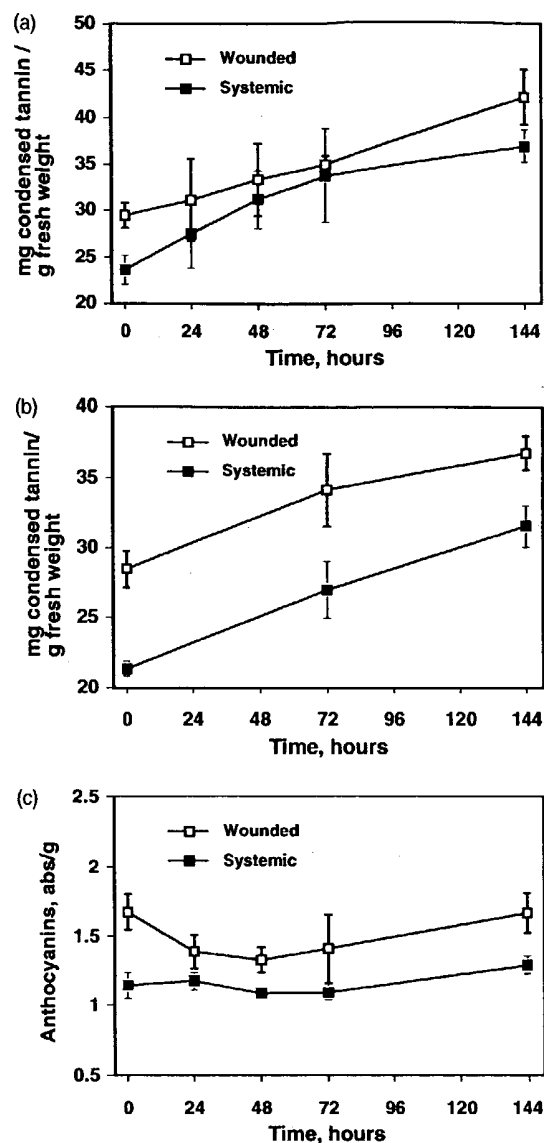 (a)
50
45
40
35
30
25
20
mg condensed tannin /
g fresh weight
Wounded
Systemic
0 24 48 72 96 120 144
Time, hours
(b)
40
35
30
25
20
mg condensed tannin/
g fresh weight
Wounded
Systemic
0 24 48 72 96 120 144
Time, hours
(c)
2.5
2
1.5
1
0.5
Anthocyanins, abs/g
Wounded
Systemic
0 24 48 72 96 120 144
Time, hours